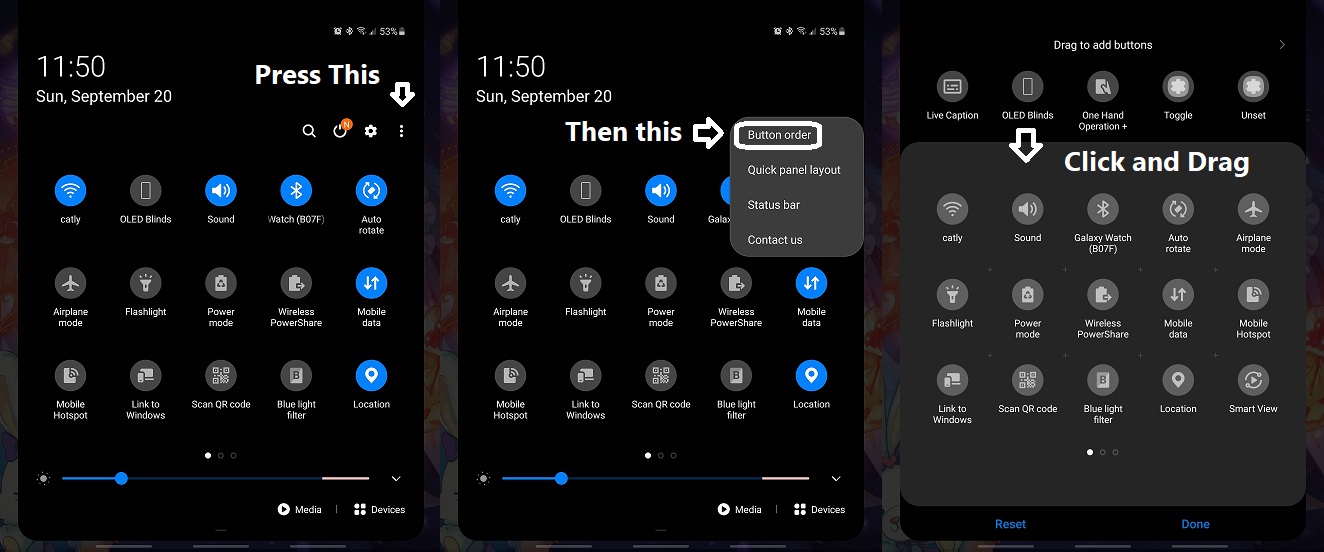 53%
11:50
Press This
Sun, September 20
N
catly
OLED Blinds
Sound
Watch (B07F)
Auto
rotate
Airplane
mode
Flashlight
Power
mode
Wireless
PowerShare
Mobile
data
Mobile
Hotspot
Link to
Windows
Scan QR code
B
Blue light
filter
Location
Media
Devices
53%
11:50
Sun, September 20
Then this
Button order
Quick panel layout
Status bar
Contact us
catly
OLED Blinds
Sound
Galax
Airplane
mode
Flashlight
Power
mode
Wireless
PowerShare
Mobile
data
Mobile
Hotspot
Link to
Windows
Scan QR code
B
Blue light
filter
Location
Media
Devices
Drag to add buttons
Live Caption
OLED Blinds
One Hand
Operation +
Toggle
Unset
Click and Drag
catly
Sound
Galaxy Watch
(B07F)
Auto
rotate
Airplane
mode
Flashlight
Power
mode
Wireless
PowerShare
Mobile
data
Mobile
Hotspot
Link to
Windows
Scan QR code
B
Blue light
filter
Location
Smart View
Reset
Done